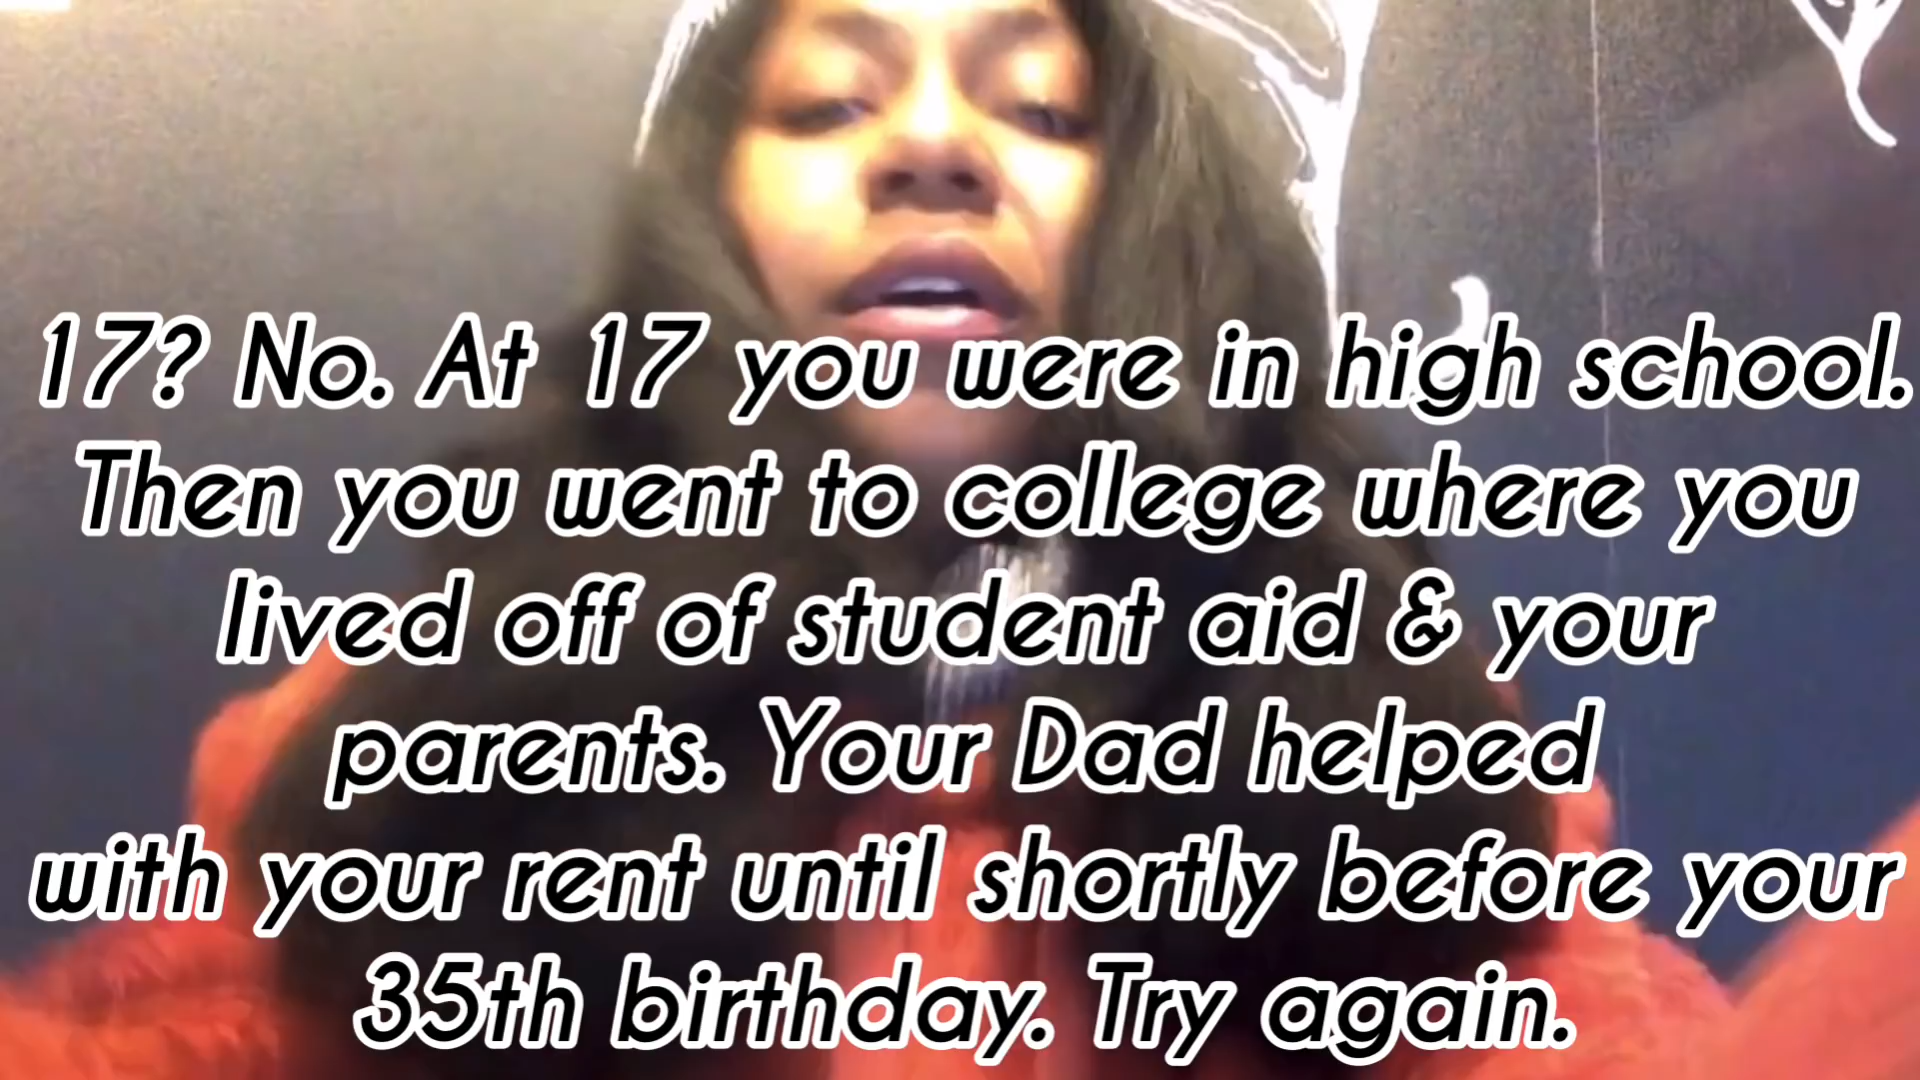 17? No. At 17 you were in high school.
Then you went to college where you
lived off of student aid & your
parents. Your Dad helped
with your rent until shortly before your
35th birthday. Try again.